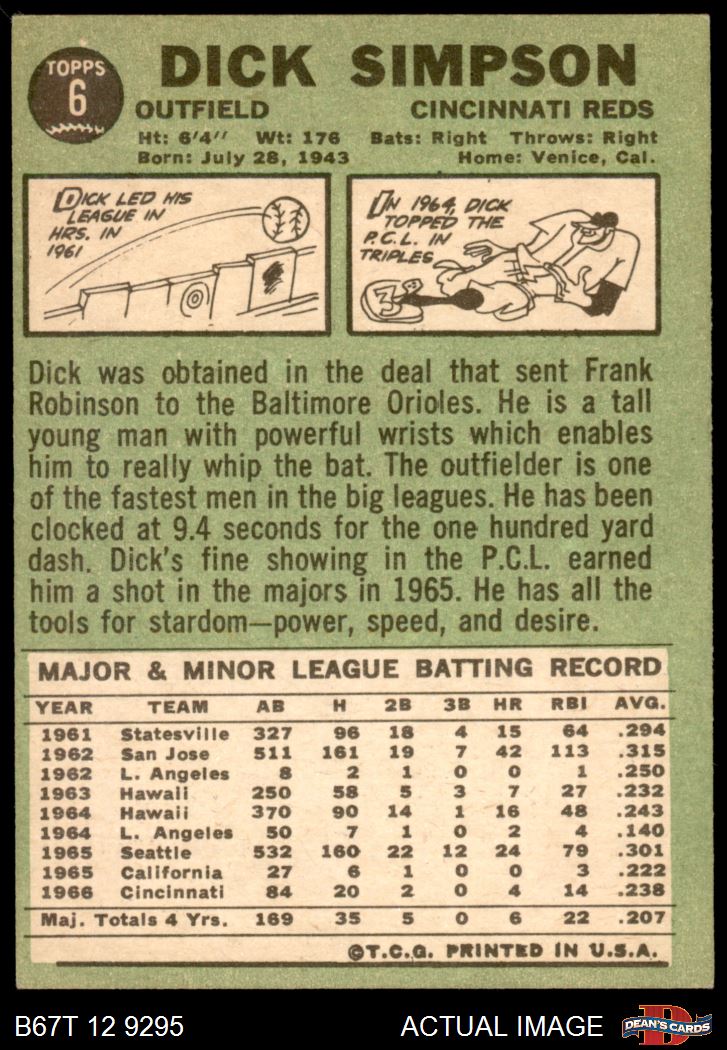 TOPPS
6
DICK SIMPSON
OUTFIELD CINCINNATI REDS
Ht: 6'4" Wt: 176 Bats: Right Throws: Right
Born: July 28, 1943 Home: Venice, Cal.
DICK LED HIS
LEAGUE IN
HRS. IN
1961
IN 1964, DICK
TOPPED THE
P.C.L. IN
TRIPLES
3
Dick was obtained in the deal that sent Frank
Robinson to the Baltimore Orioles. He is a tall
young man with powerful wrists which enables
him to really whip the bat. The outfielder is one
of the fastest men in the big leagues. He has been
clocked at 9.4 seconds for the one hundred yard
dash. Dick's fine showing in the P.C.L. earned
him a shot in the majors in 1965. He has all the
tools for stardom—power, speed, and desire.
MAJOR & MINOR LEAGUE BATTING RECORD
YEAR TEAM AB H 2B 3B HR RBI AVG.
1961 Statesville 327 96 18 4 15 64 .294
1962 San Jose 511 161 19 7 42 113 .315
1962 L. Angeles 8 2 1 0 0 1 .250
1963 Hawaii 250 58 5 3 7 27 .232
1964 Hawaii 370 90 14 1 16 48 .243
1964 L. Angeles 50 7 1 0 2 4 .140
1965 Seattle 532 160 22 12 24 79 .301
1965 California 27 6 1 0 0 3 .222
1966 Cincinnati 84 20 2 0 4 14 .238
Maj. Totals 4 Yrs. 169 35 5 0 6 22 .207
©T.C.G. PRINTED IN U.S.A.
B67T 12 9295 ACTUAL IMAGE
D
DEAN'S CARDS